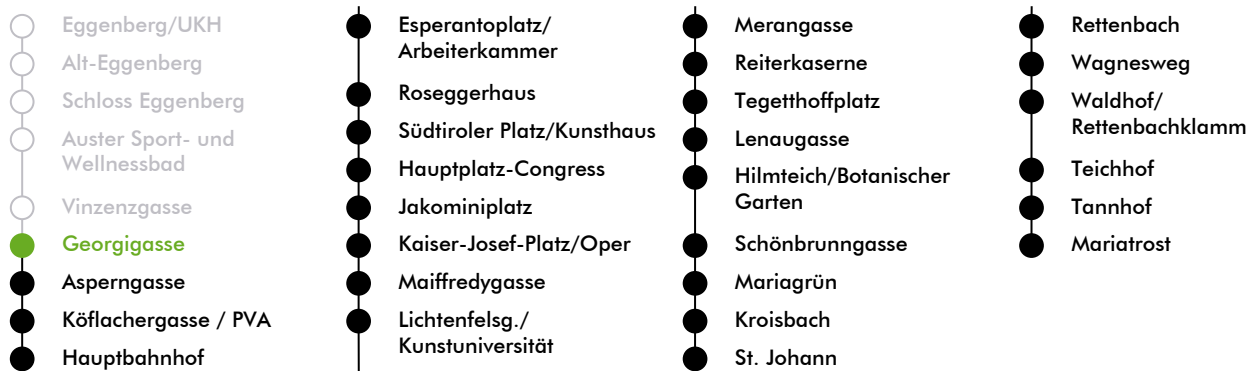 Eggenberg/UKH
Alt-Eggenberg
Schloss Eggenberg
Auster Sport- und
Wellnessbad
Vinzenzgasse
Georgigasse
Asperngasse
Köflachergasse / PVA
Hauptbahnhof
Esperantoplatz/
Arbeiterkammer
Roseggerhaus
Südtiroler Platz/Kunsthaus
Hauptplatz-Congress
Jakominiplatz
Kaiser-Josef-Platz/Oper
Maiffredygasse
Lichtenfelsg./
Kunstuniversität
Merangasse
Reiterkaserne
Tegetthoffplatz
Lenaugasse
Hilmteich/Botanischer
Garten
Schönbrunngasse
Mariagrün
Kroisbach
St. Johann
Rettenbach
Wagnesweg
Waldhof/
Rettenbachklamm
Teichhof
Tannhof
Mariatrost